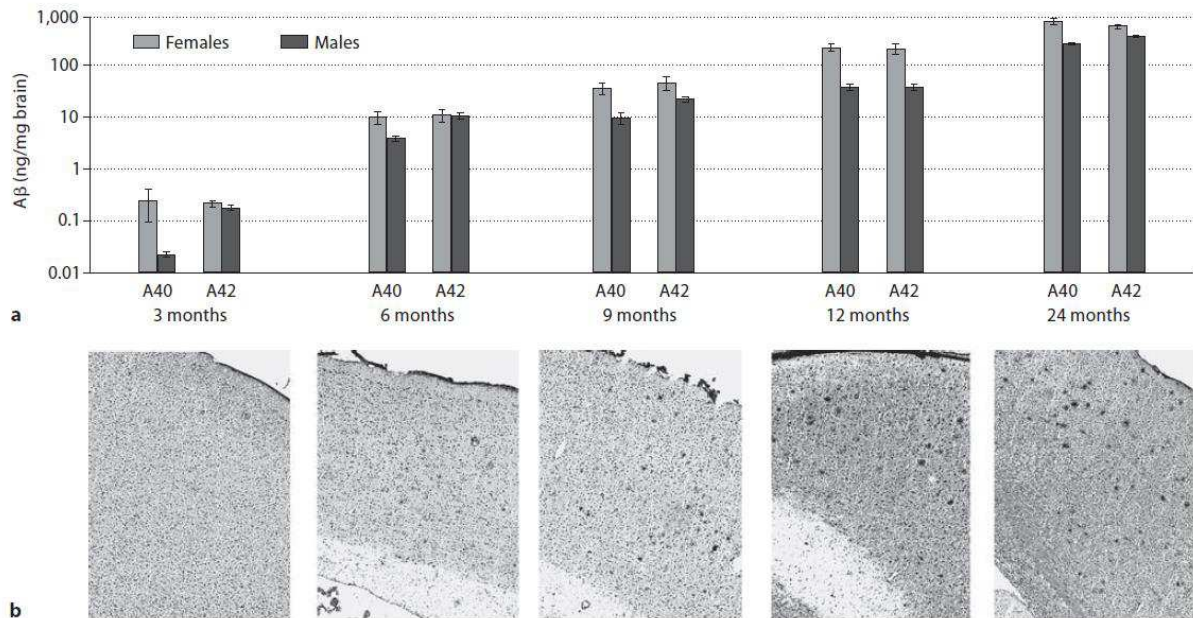 1,000
100
10
1
0.1
0.01
Aβ (ng/mg brain)
Females Males
A40 A42 A40 A42 A40 A42 A40 A42 A40 A42
a 3 months 6 months 9 months 12 months 24 months
b